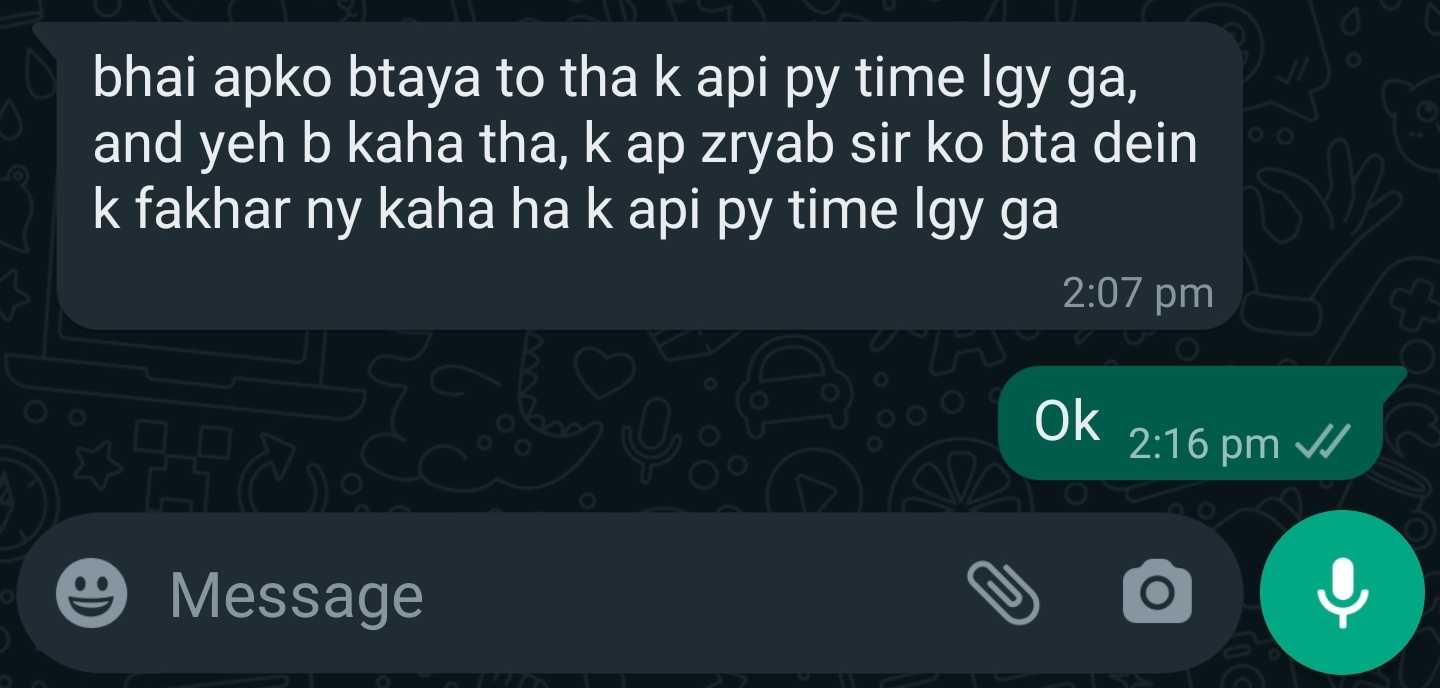 bhai apko btaya to tha k api py time lgy ga,
and yeh b kaha tha, k ap zryab sir ko bta dein
k fakhar ny kaha ha k api py time lgy ga
2:07 pm
Ok 2:16 pm
Message